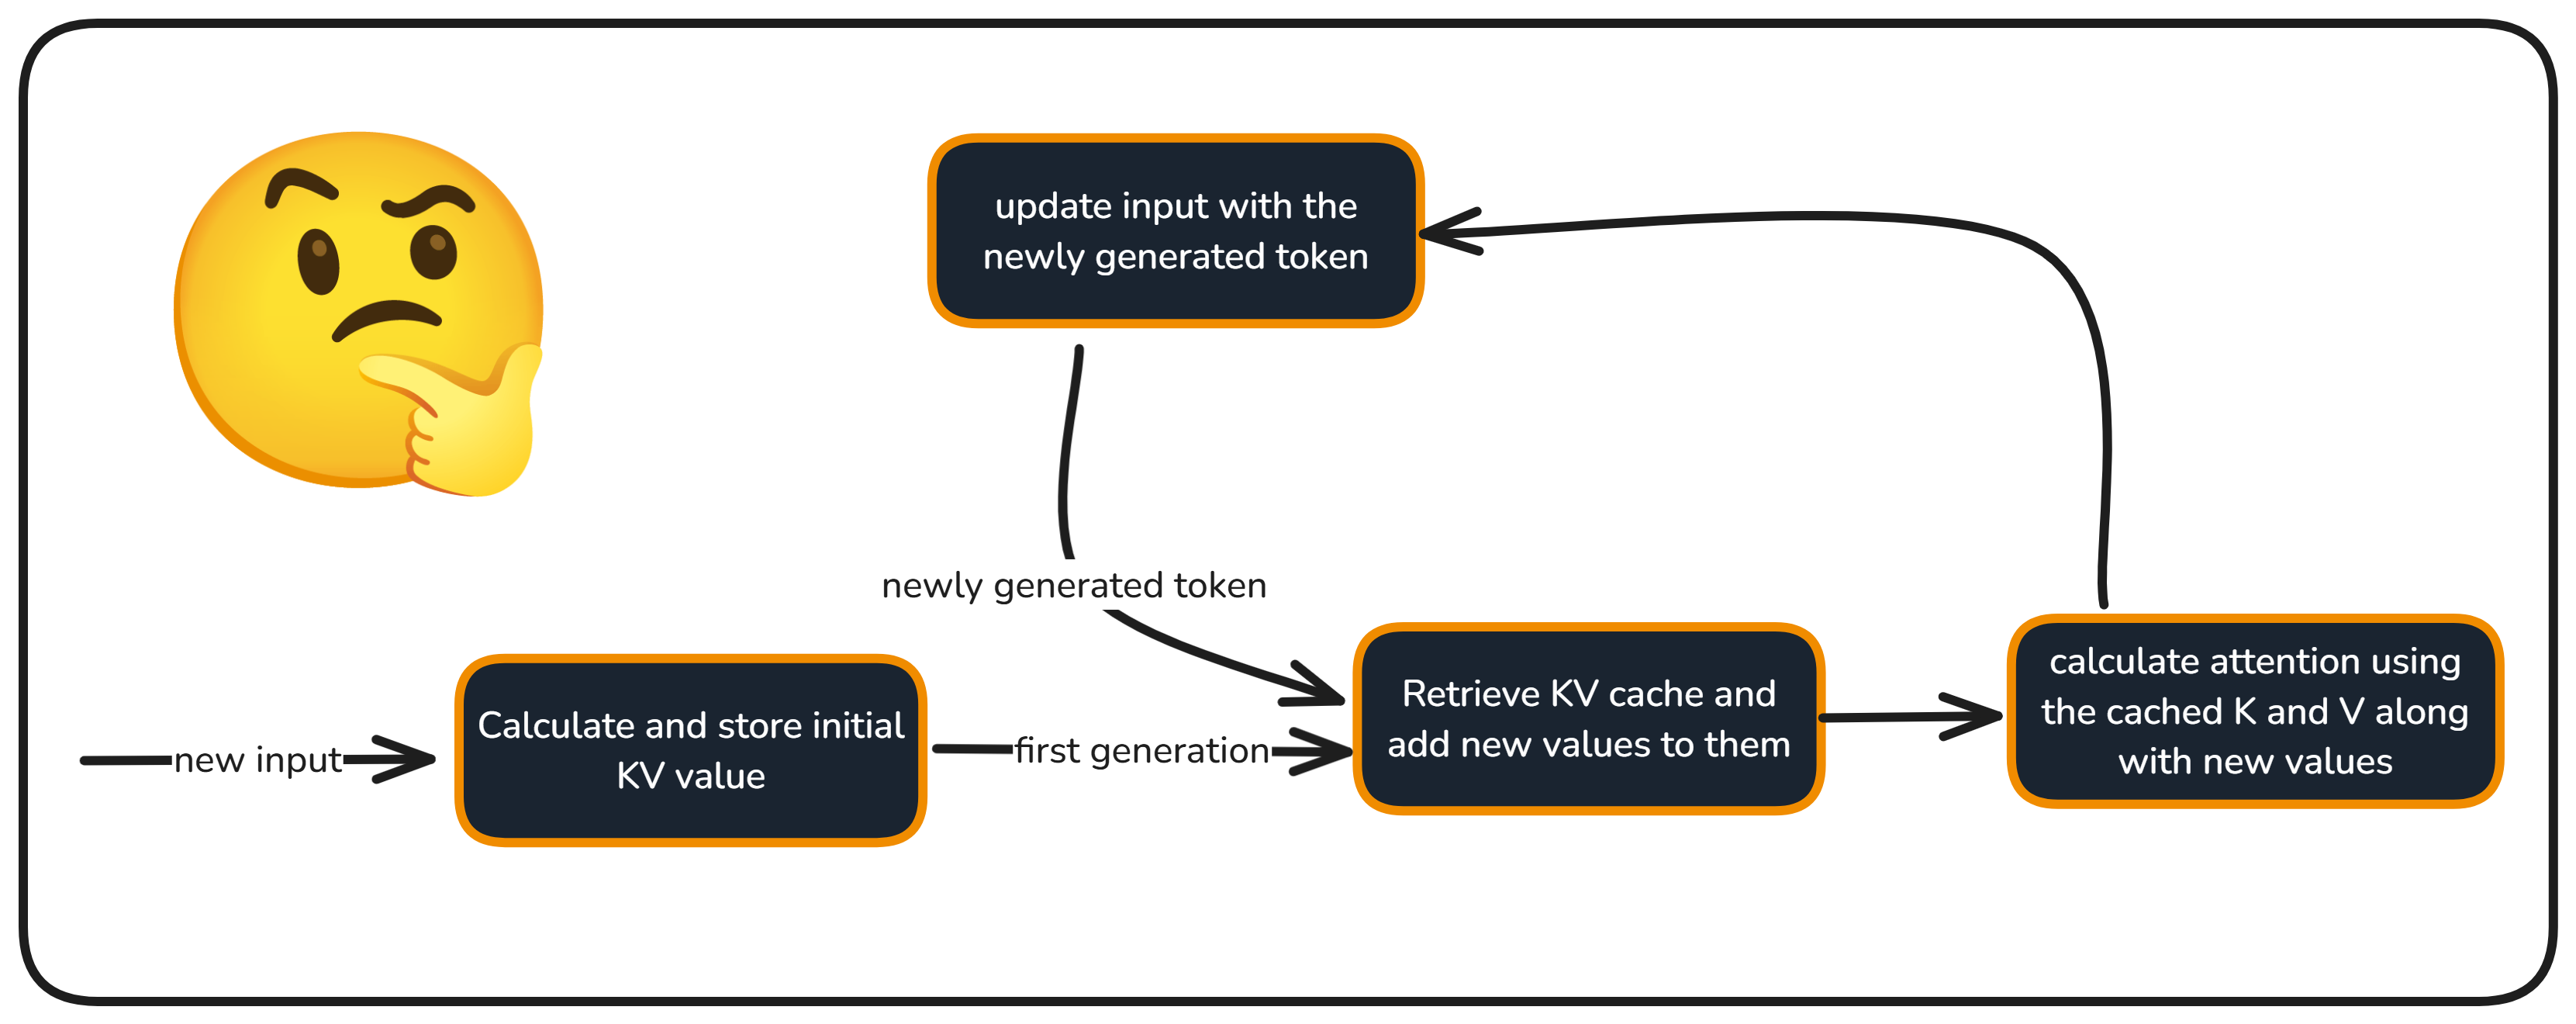 update input with the
newly generated token
newly generated token
new input
Calculate and store initial
KV value
first generation
Retrieve KV cache and
add new values to them
calculate attention using
the cached K and V along
with new values